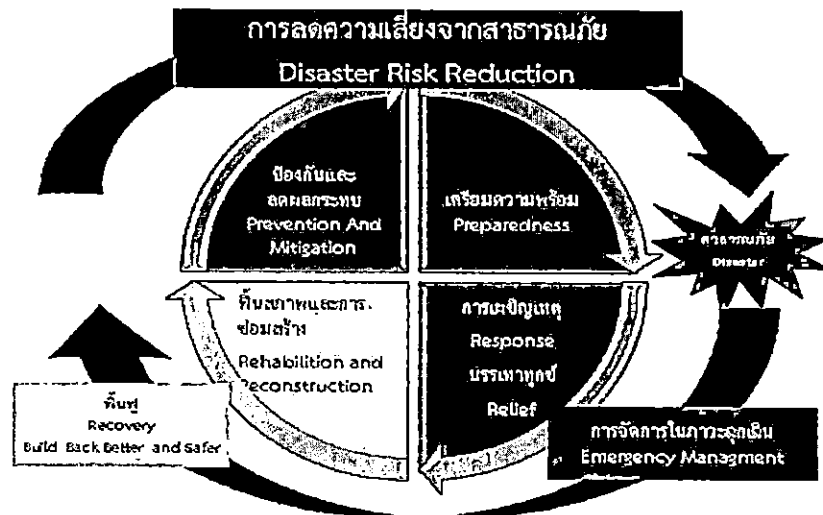 การลดความเสี่ยงจากสาธารณภัย
Disaster Risk Reduction
ป้องกันและ
ลดผลกระทบ
Prevention And
Mitigation
เตรียมความพร้อม
Preparedness
สาธารณภัย
Disaster
ฟื้นสภาพและการ
ซ่อมสร้าง
Rehabilition and
Reconstruction
การเผชิญเหตุ
Response
บรรเทาทุกข์
Relief
ฟื้นฟู
Recovery
Build Back Better and Safer
การจัดการในภาวะฉุกเฉิน
Emergency Managment